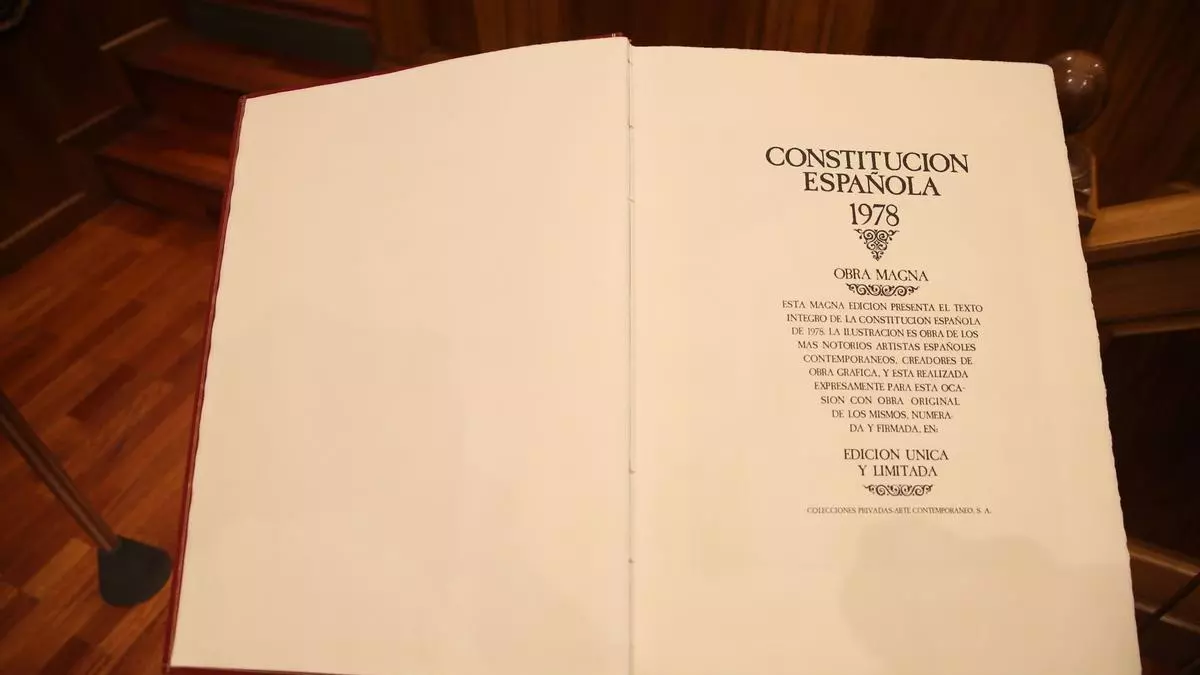 CONSTITUCION
ESPAÑOLA
1978
OBRA MAGNA
ESTA MAGNA EDICION PRESENTA EL TEXTO
INTEGRO DE LA CONSTITUCION ESPAÑOLA
DE 1978. LA ILUSTRACION ES OBRA DE LOS
MAS NOTORIOS ARTISTAS ESPAÑOLES
CONTEMPORANEOS, CREADORES DE
OBRA GRAFICA, Y ESTA REALIZADA
EXPRESAMENTE PARA ESTA OCA-
SION CON OBRA ORIGINAL
DE LOS MISMOS, NUMERA-
DA Y FIRMADA, EN:
EDICION UNICA
Y LIMITADA
COLECCIONES PRIVADAS-ARTE CONTEMPORANEO, S. A.